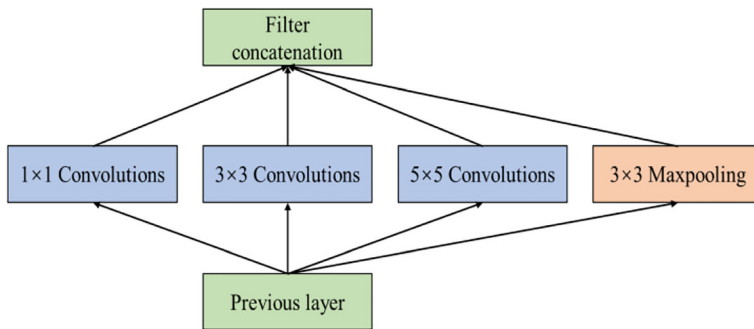 Filter
concatenation
1×1 Convolutions
3×3 Convolutions
5×5 Convolutions
3×3 Maxpooling
Previous layer